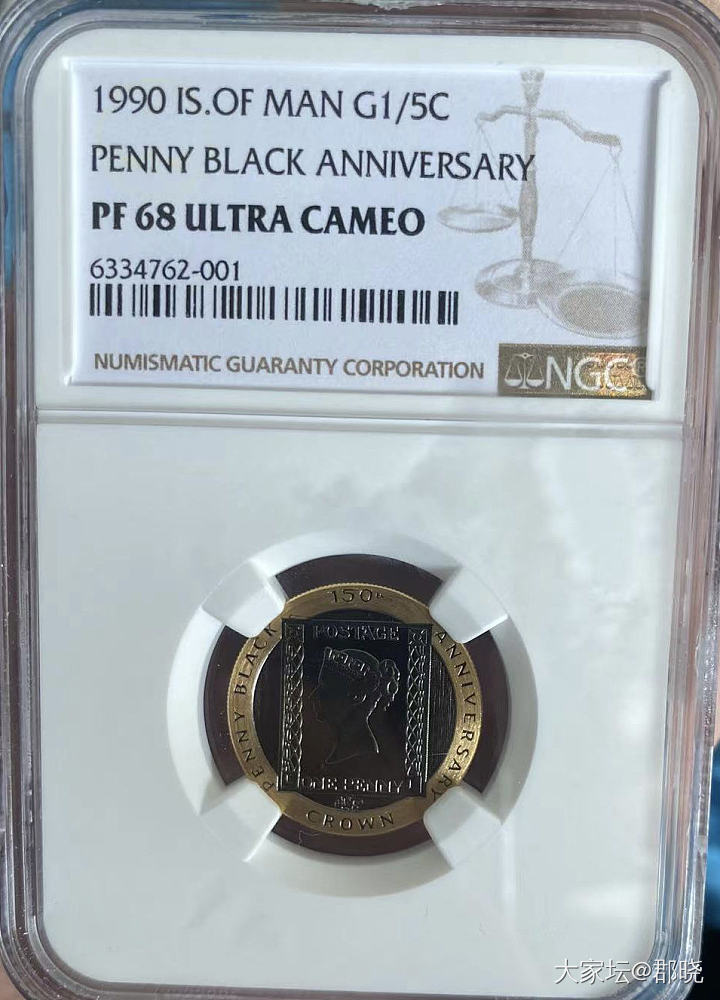 1990 IS.OF MAN G1/5C
PENNY BLACK ANNIVERSARY
PF 68 ULTRA CAMEO
6334762-001
NUMISMATIC GUARANTY CORPORATION
NGC
PENNY BLACK 150th ANNIVERSARY
POSTAGE
ONE PENNY
CROWN
大家坛@郡晓